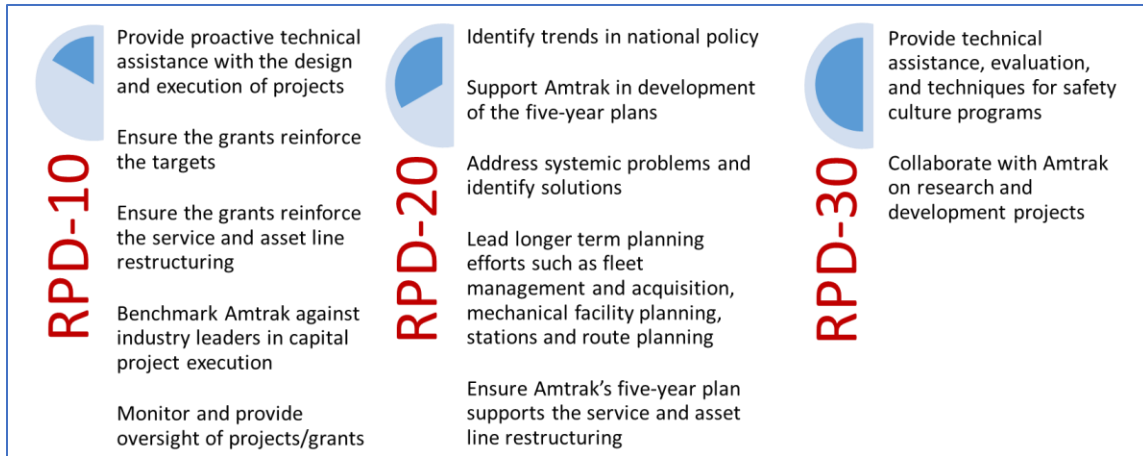 RPD-10
Provide proactive technical
assistance with the design
and execution of projects
Ensure the grants reinforce
the targets
Ensure the grants reinforce
the service and asset line
restructuring
Benchmark Amtrak against
industry leaders in capital
project execution
Monitor and provide
oversight of projects/grants
RPD-20
Identify trends in national policy
Support Amtrak in development
of the five-year plans
Address systemic problems and
identify solutions
Lead longer term planning
efforts such as fleet
management and acquisition,
mechanical facility planning,
stations and route planning
Ensure Amtrak’s five-year plan
supports the service and asset
line restructuring
RPD-30
Provide technical
assistance, evaluation,
and techniques for safety
culture programs
Collaborate with Amtrak
on research and
development projects